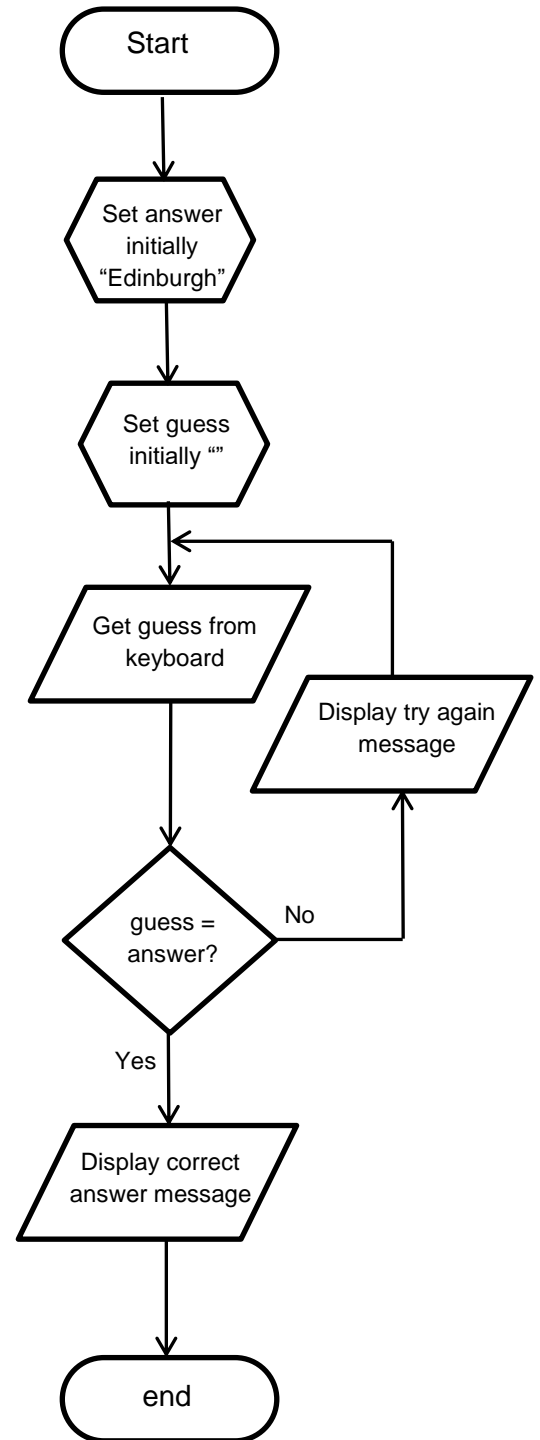 Start
Set answer
initially
“Edinburgh”
Set guess
initially “”
Get guess from
keyboard
Display try again
message
guess =
answer?
No
Yes
Display correct
answer message
end